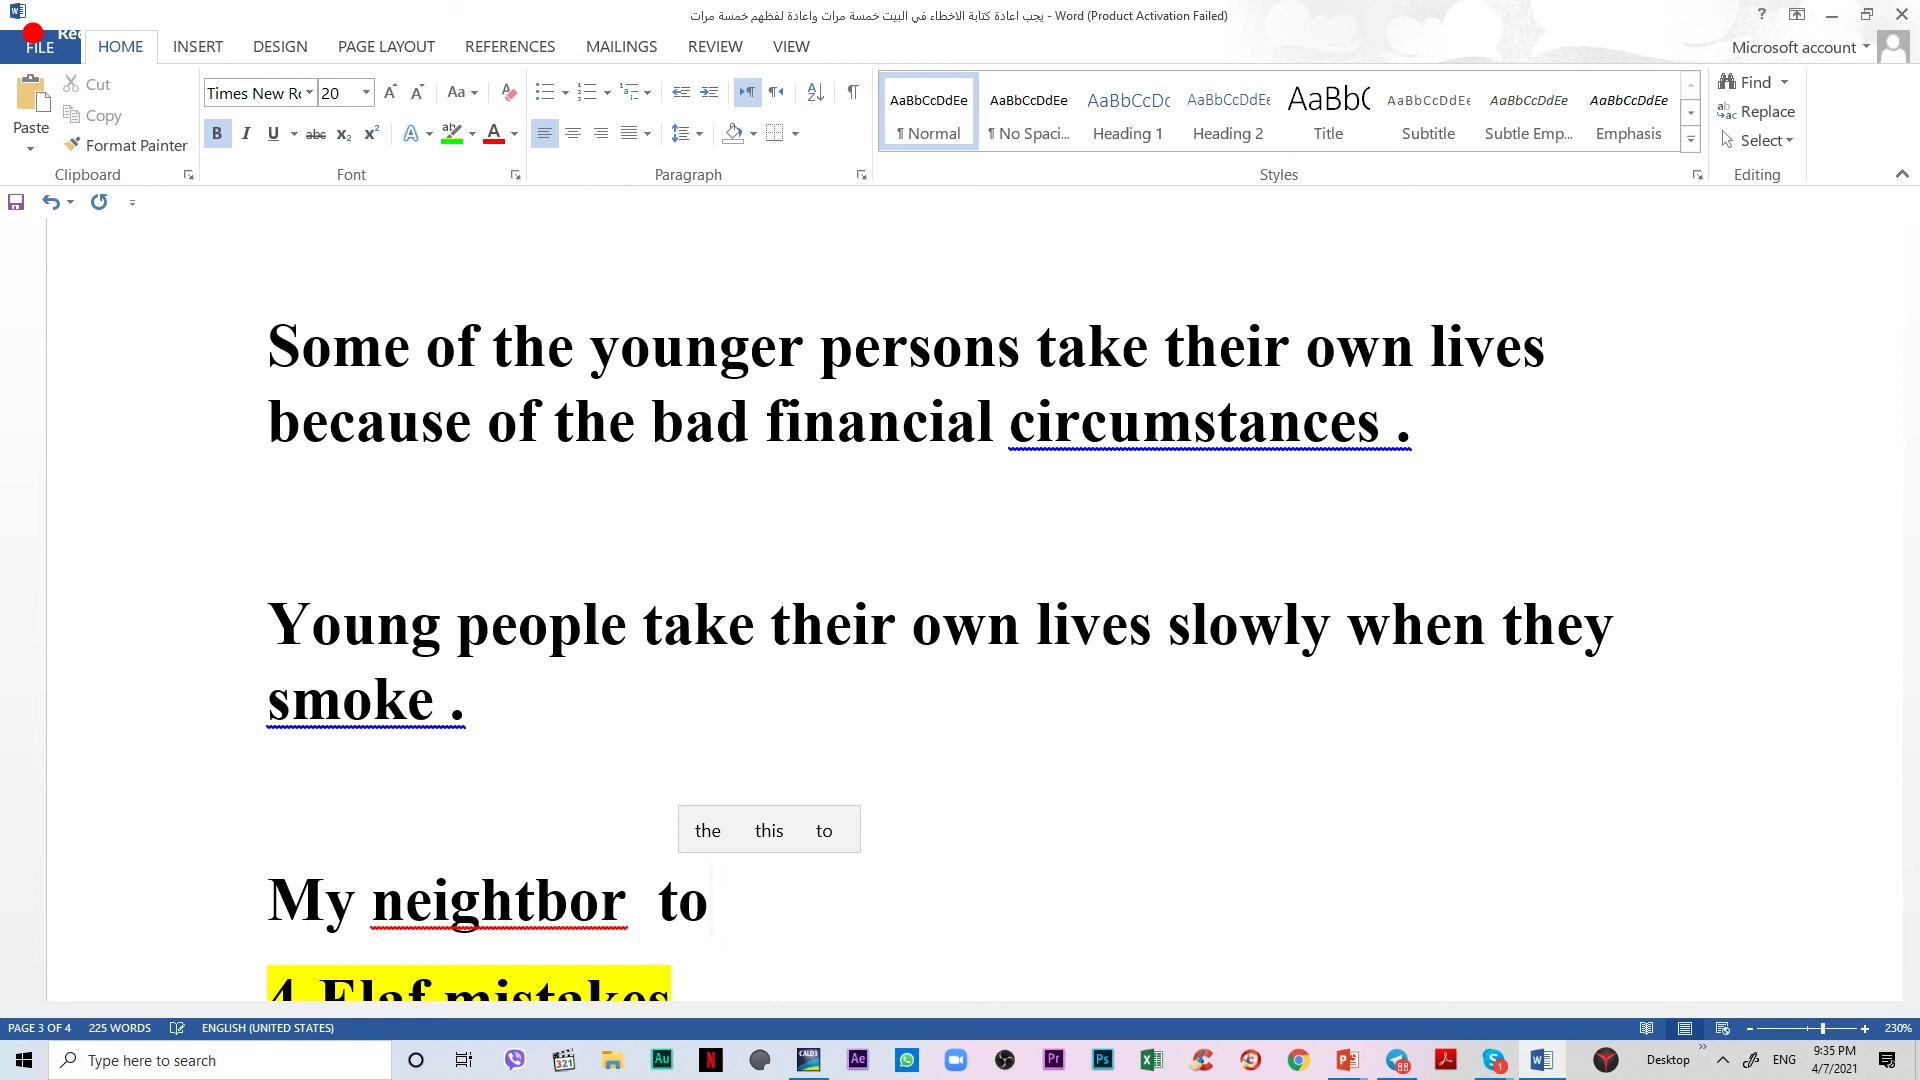 يجب اعادة كتابة الاخطاء في البيت خمسة مرات واعادة لفظهم خمسة مرات - Word (Product Activation Failed)
?
Rec
FILE HOME INSERT DESIGN PAGE LAYOUT REFERENCES MAILINGS REVIEW VIEW Microsoft account
Paste
Cut
Copy
Format Painter
Clipboard
Times New Ro 20
Font
Paragraph
AaBbCcDdEe AaBbCcDdEe AaBbCcDc AaBbCcDdEe AaBb( AaBbCcDdEe AaBbCcDdEe AaBbCcDdEe
¶ Normal ¶ No Spaci... Heading 1 Heading 2 Title Subtitle Subtle Emp... Emphasis
Styles
Find
Replace
Select
Editing
Some of the younger persons take their own lives
because of the bad financial circumstances .
Young people take their own lives slowly when they
smoke .
the this to
My neightbor  to
4 Elaf mistakes
PAGE 3 OF 4 225 WORDS ENGLISH (UNITED STATES) 230%
Type here to search
Desktop ENG 9:35 PM
4/7/2021